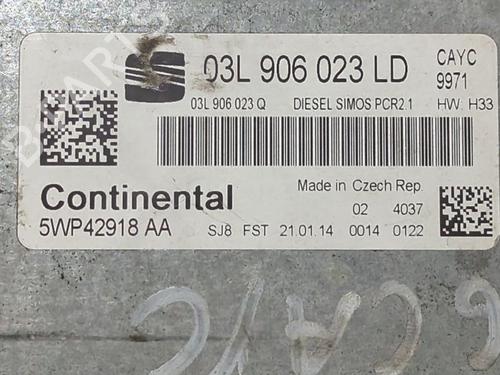 03L 906 023 LD
CAYC
9971
03L 906 023 Q DIESEL SIMOS PCR2.1 HW: H33
Continental
Made in Czech Rep.
02 4037
5WP42918 AA SJ8 FST 21.01.14 0014 0122
CAYC